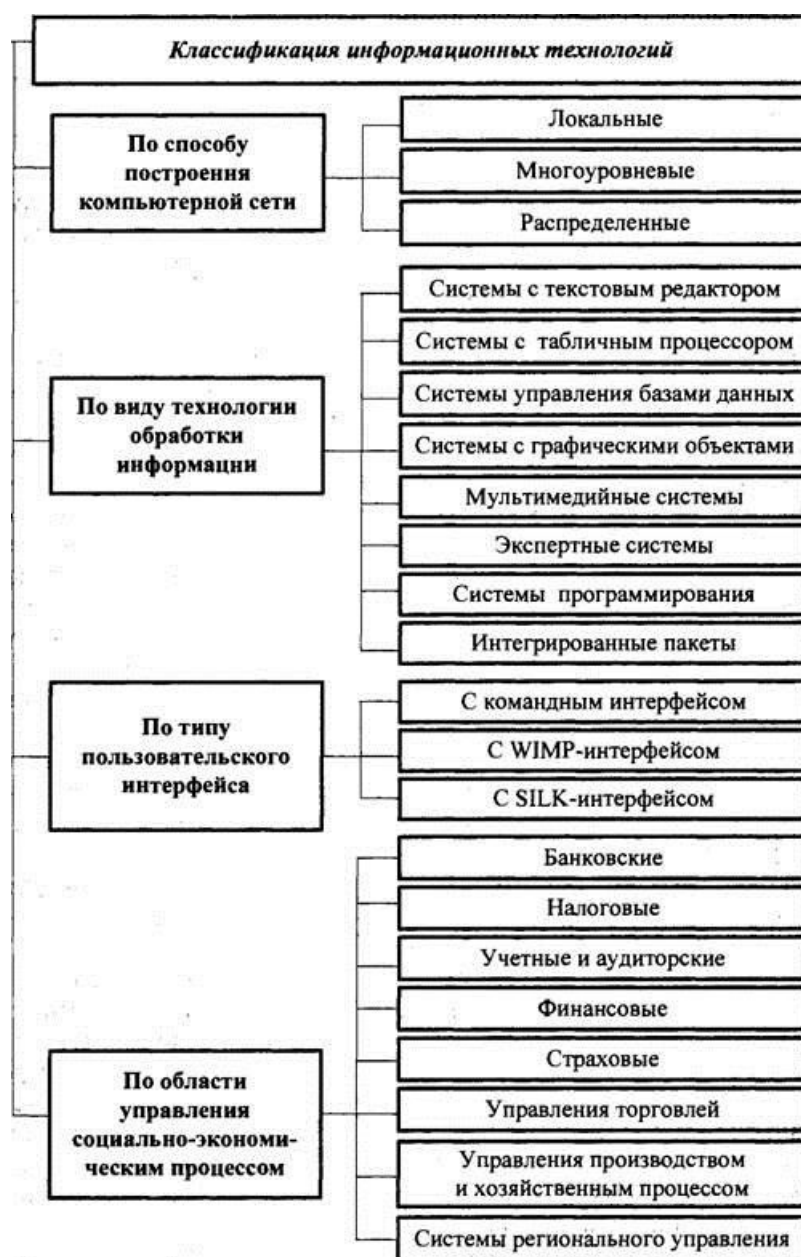 Классификация информационных технологий
По способу
построения
компьютерной сети
Локальные
Многоуровневые
Распределенные
По виду технологии
обработки
информации
Системы с текстовым редактором
Системы с табличным процессором
Системы управления базами данных
Системы с графическими объектами
Мультимедийные системы
Экспертные системы
Системы программирования
Интегрированные пакеты
По типу
пользовательского
интерфейса
С командным интерфейсом
С WIMP-интерфейсом
С SILK-интерфейсом
По области
управления
социально-экономи-
ческим процессом
Банковские
Налоговые
Учетные и аудиторские
Финансовые
Страховые
Управления торговлей
Управления производством
и хозяйственным процессом
Системы регионального управления